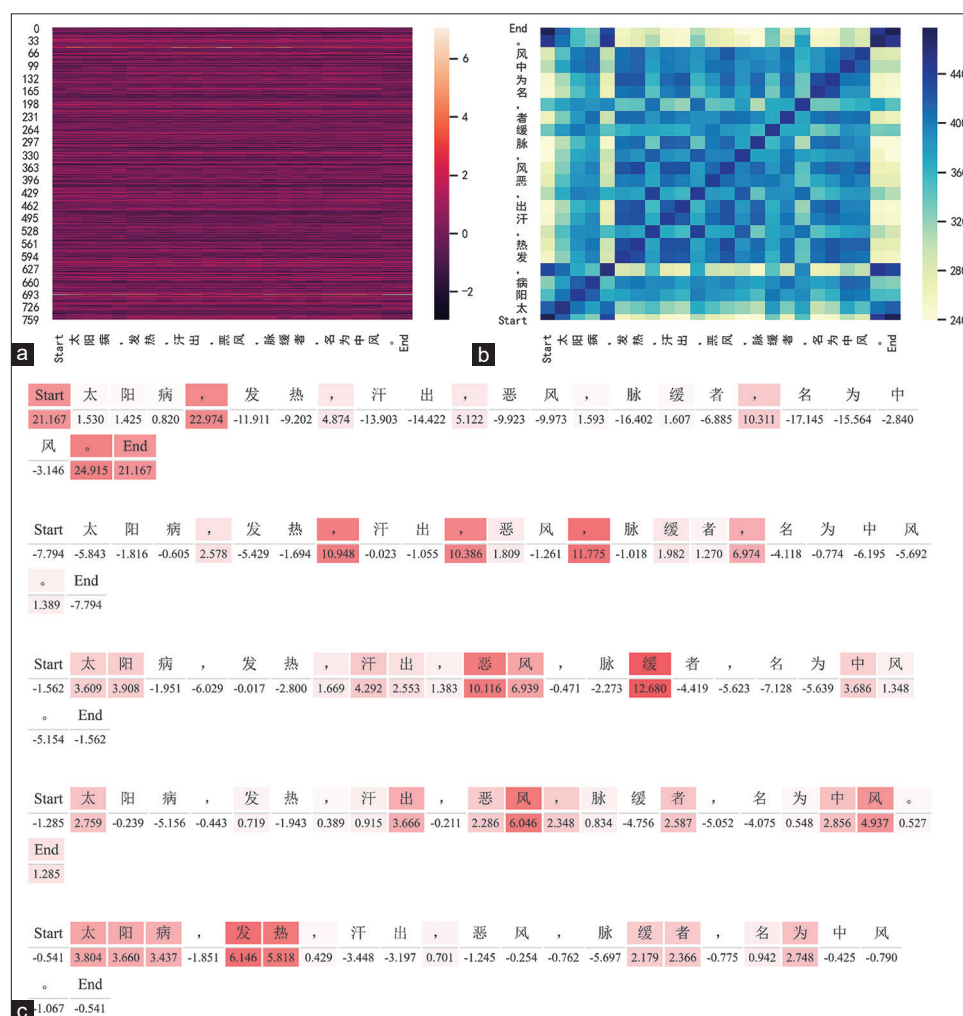 0
33
66
99
132
165
198
231
264
297
330
363
396
429
462
495
528
561
594
627
660
693
726
759
6
4
2
0
−2
Start 太 阳 病 ， 发 热 ， 汗 出 ， 恶 风 ， 脉 缓 者 ， 名 为 中 风 。 End
a
End
。
风
中
为
名
，
者
缓
脉
，
风
恶
，
出
汗
，
热
发
，
病
阳
太
Start
440
400
360
320
280
240
Start 太 阳 病 ， 发 热 ， 汗 出 ， 恶 风 ， 脉 缓 者 ， 名 为 中 风 。 End
b
Start 太 阳 病 ， 发 热 ， 汗 出 ， 恶 风 ， 脉 缓 者 ， 名 为 中
21.167 1.530 1.425 0.820 22.974 -11.911 -9.202 4.874 -13.903 -14.422 5.122 -9.923 -9.973 1.593 -16.402 1.607 -6.885 10.311 -17.145 -15.564 -2.840
风 。 End
-3.146 24.915 21.167
Start 太 阳 病 ， 发 热 ， 汗 出 ， 恶 风 ， 脉 缓 者 ， 名 为 中 风
-7.794 -5.843 -1.816 -0.605 2.578 -5.429 -1.694 10.948 -0.023 -1.055 10.386 1.809 -1.261 11.775 -1.018 1.982 1.270 6.974 -4.118 -0.774 -6.195 -5.692
。 End
1.389 -7.794
Start 太 阳 病 ， 发 热 ， 汗 出 ， 恶 风 ， 脉 缓 者 ， 名 为 中 风
-1.562 3.609 3.908 -1.951 -6.029 -0.017 -2.800 1.669 4.292 2.553 1.383 10.116 6.939 -0.471 -2.273 12.680 -4.419 -5.623 -7.128 -5.639 3.686 1.348
。 End
-5.154 -1.562
Start 太 阳 病 ， 发 热 ， 汗 出 ， 恶 风 ， 脉 缓 者 ， 名 为 中 风 。
-1.285 2.759 -0.239 -5.156 -0.443 0.719 -1.943 0.389 0.915 3.666 -0.211 2.286 6.046 2.348 0.834 -4.756 2.587 -5.052 -4.075 0.548 2.856 4.937 0.527
End
1.285
Start 太 阳 病 ， 发 热 ， 汗 出 ， 恶 风 ， 脉 缓 者 ， 名 为 中 风
-0.541 3.804 3.660 3.437 -1.851 6.146 5.818 0.429 -3.448 -3.197 0.701 -1.245 -0.254 -0.762 -5.697 2.179 2.366 -0.775 0.942 2.748 -0.425 -0.790
。 End
-1.067 -0.541
c